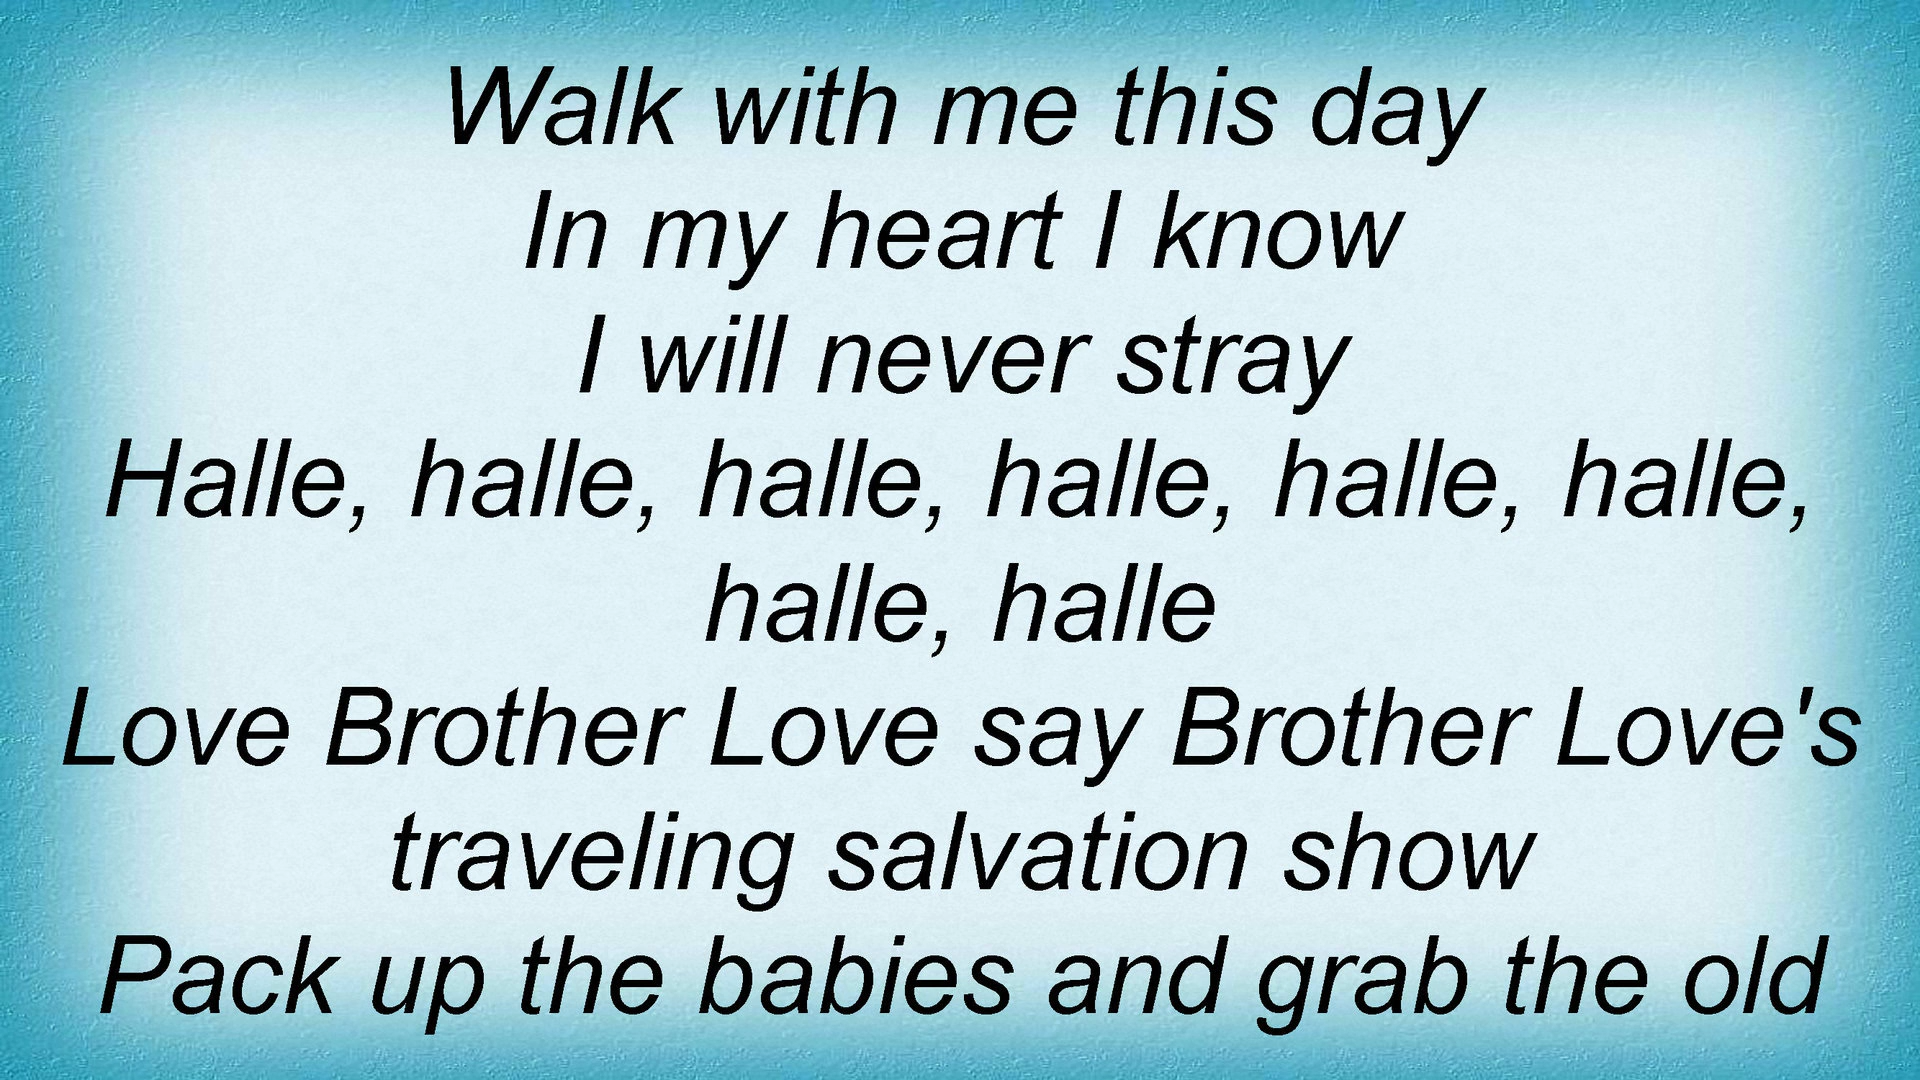 Walk with me this day
In my heart I know
I will never stray
Halle, halle, halle, halle, halle, halle,
halle, halle
Love Brother Love say Brother Love's
traveling salvation show
Pack up the babies and grab the old